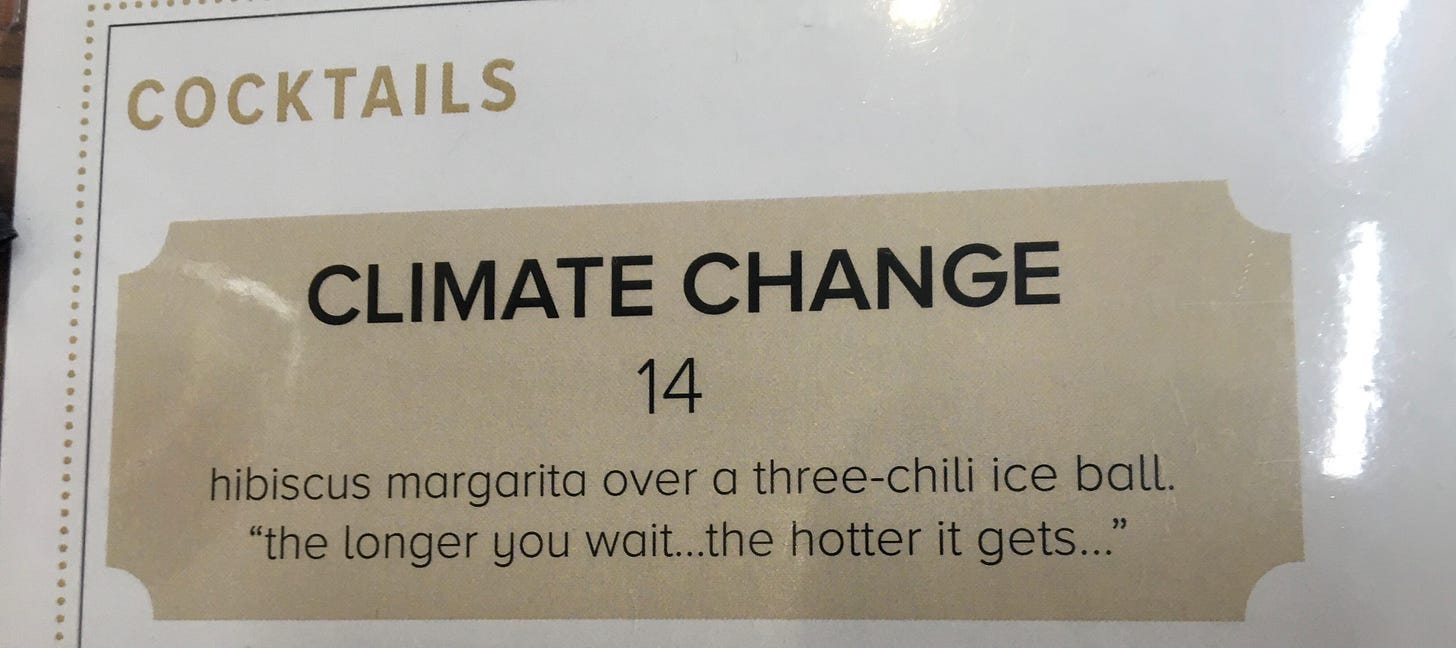 COCKTAILS
CLIMATE CHANGE
14
hibiscus margarita over a three-chili ice ball.
“the longer you wait...the hotter it gets...”